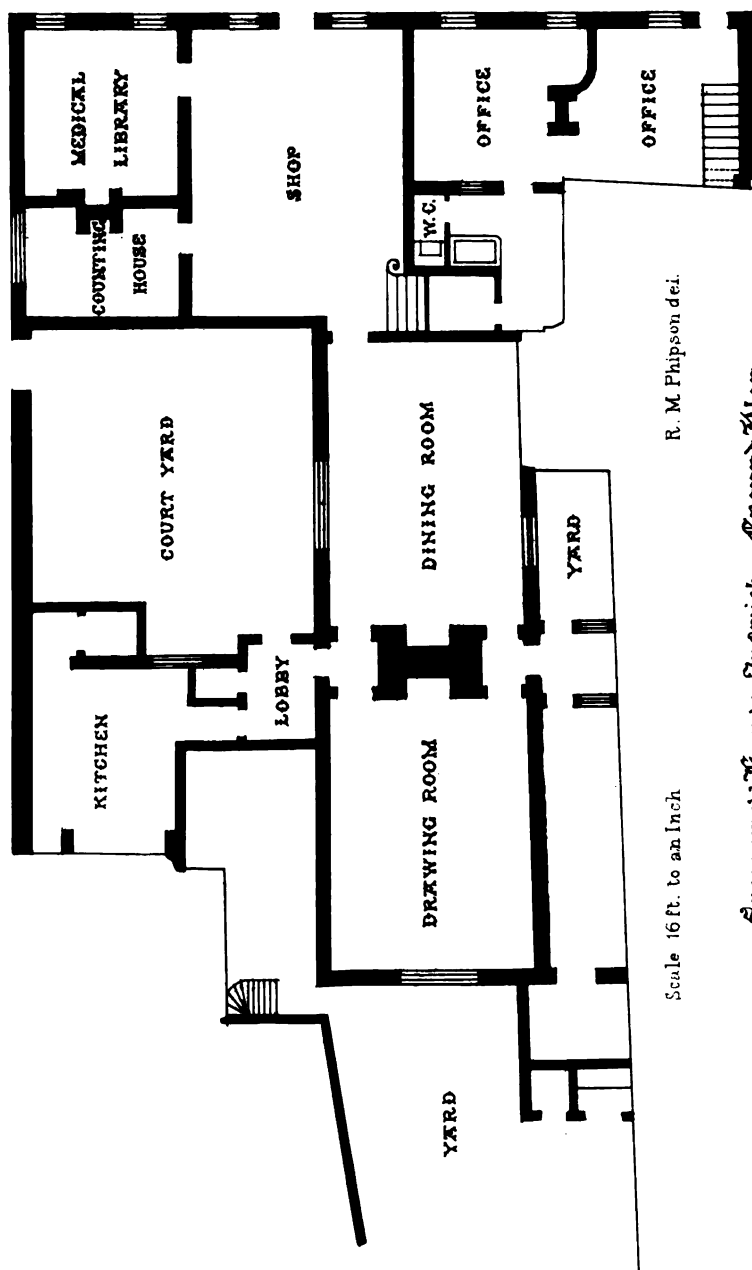 MEDICAL
LIBRARY
COUNTING
HOUSE
SHOP
OFFICE
OFFICE
W.C.
COURT YARD
DINING ROOM
YARD
KITCHEN
LOBBY
DRAWING ROOM
YARD
Scale 16 ft. to an Inch
R. M. Phipson del.